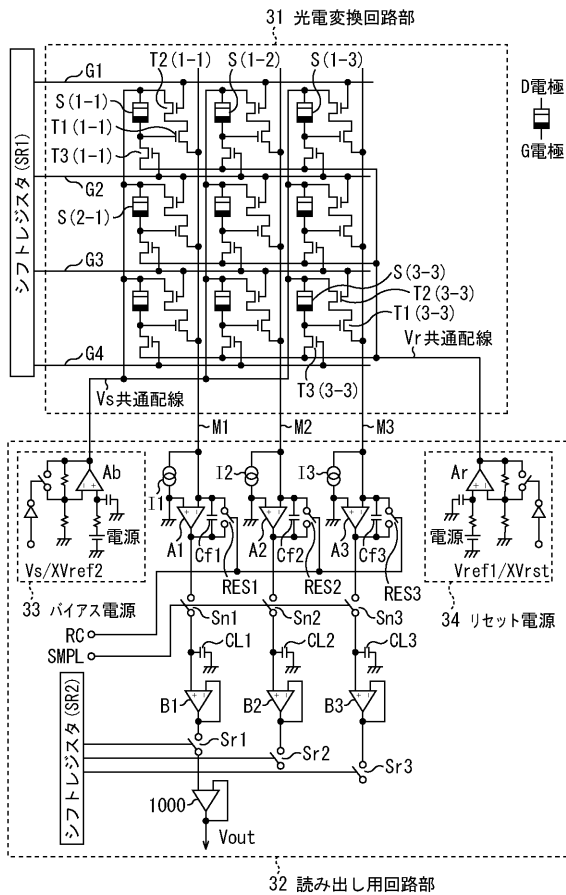 31 光電変換回路部
G1
T2(1-1)
S(1-2)
S(1-3)
D電極
G電極
S(1-1)
T1(1-1)
T3(1-1)
シフトレジスタ(SR1)
G2
S(2-1)
G3
S(3-3)
T2(3-3)
T1(3-3)
Vr共通配線
G4
Vs共通配線
T3(3-3)
M1
M2
M3
Ab
電源
Vs/XVref2
33 バイアス電源
I1
I2
I3
A1
Cf1
A2
Cf2
A3
Cf3
RES1
RES2
RES3
Ar
電源
Vref1/XVrst
34 リセット電源
RC
SMPL
Sn1
Sn2
Sn3
CL1
CL2
CL3
B1
B2
B3
シフトレジスタ(SR2)
Sr1
Sr2
Sr3
1000
Vout
32 読み出し用回路部